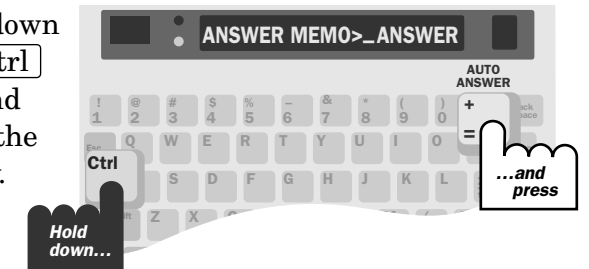 down
trl
nd
the
ANSWER MEMO>_ANSWER
AUTO
ANSWER
! @ # $ % – & * ( ) +
1 2 3 4 5 6 7 8 9 0 =
Esc Q W E R T Y U I O
Ctrl S D F G H J K L
Z X
Hold
down...
...and
press